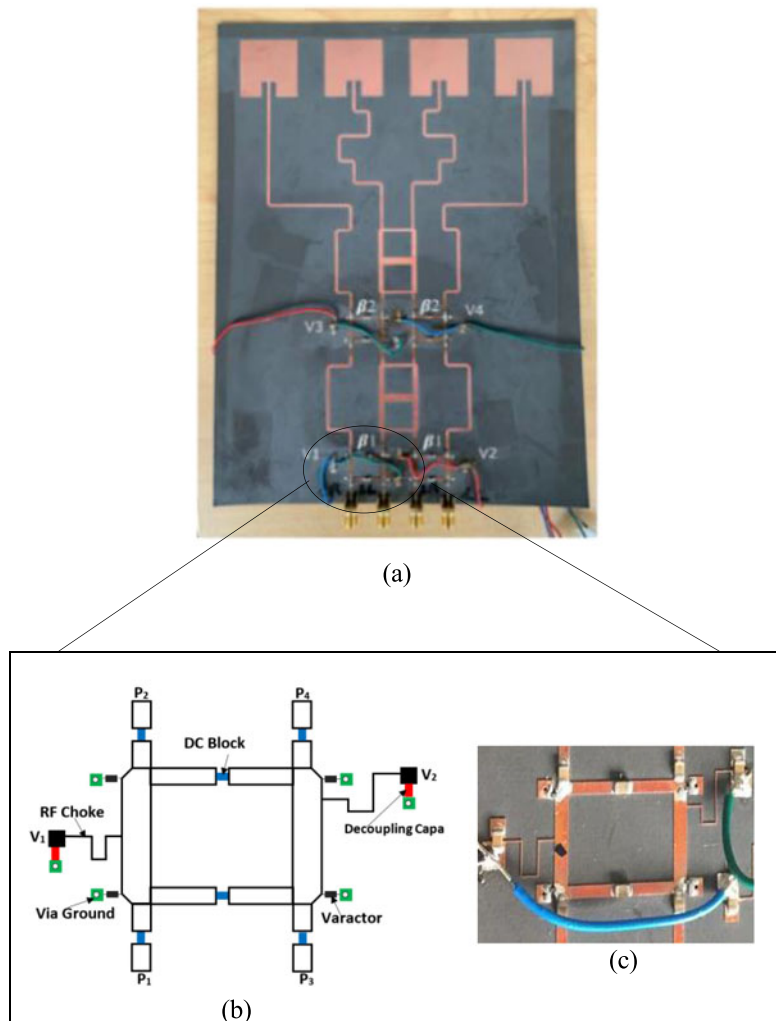 β2 β2
V3 V4
β1 β1
V1 V2
(a)
P₂ P₄
DC Block
V₂
RF Choke
V₁ Decoupling Capa
Via Ground Varactor
P₁ P₃
(b)
(c)